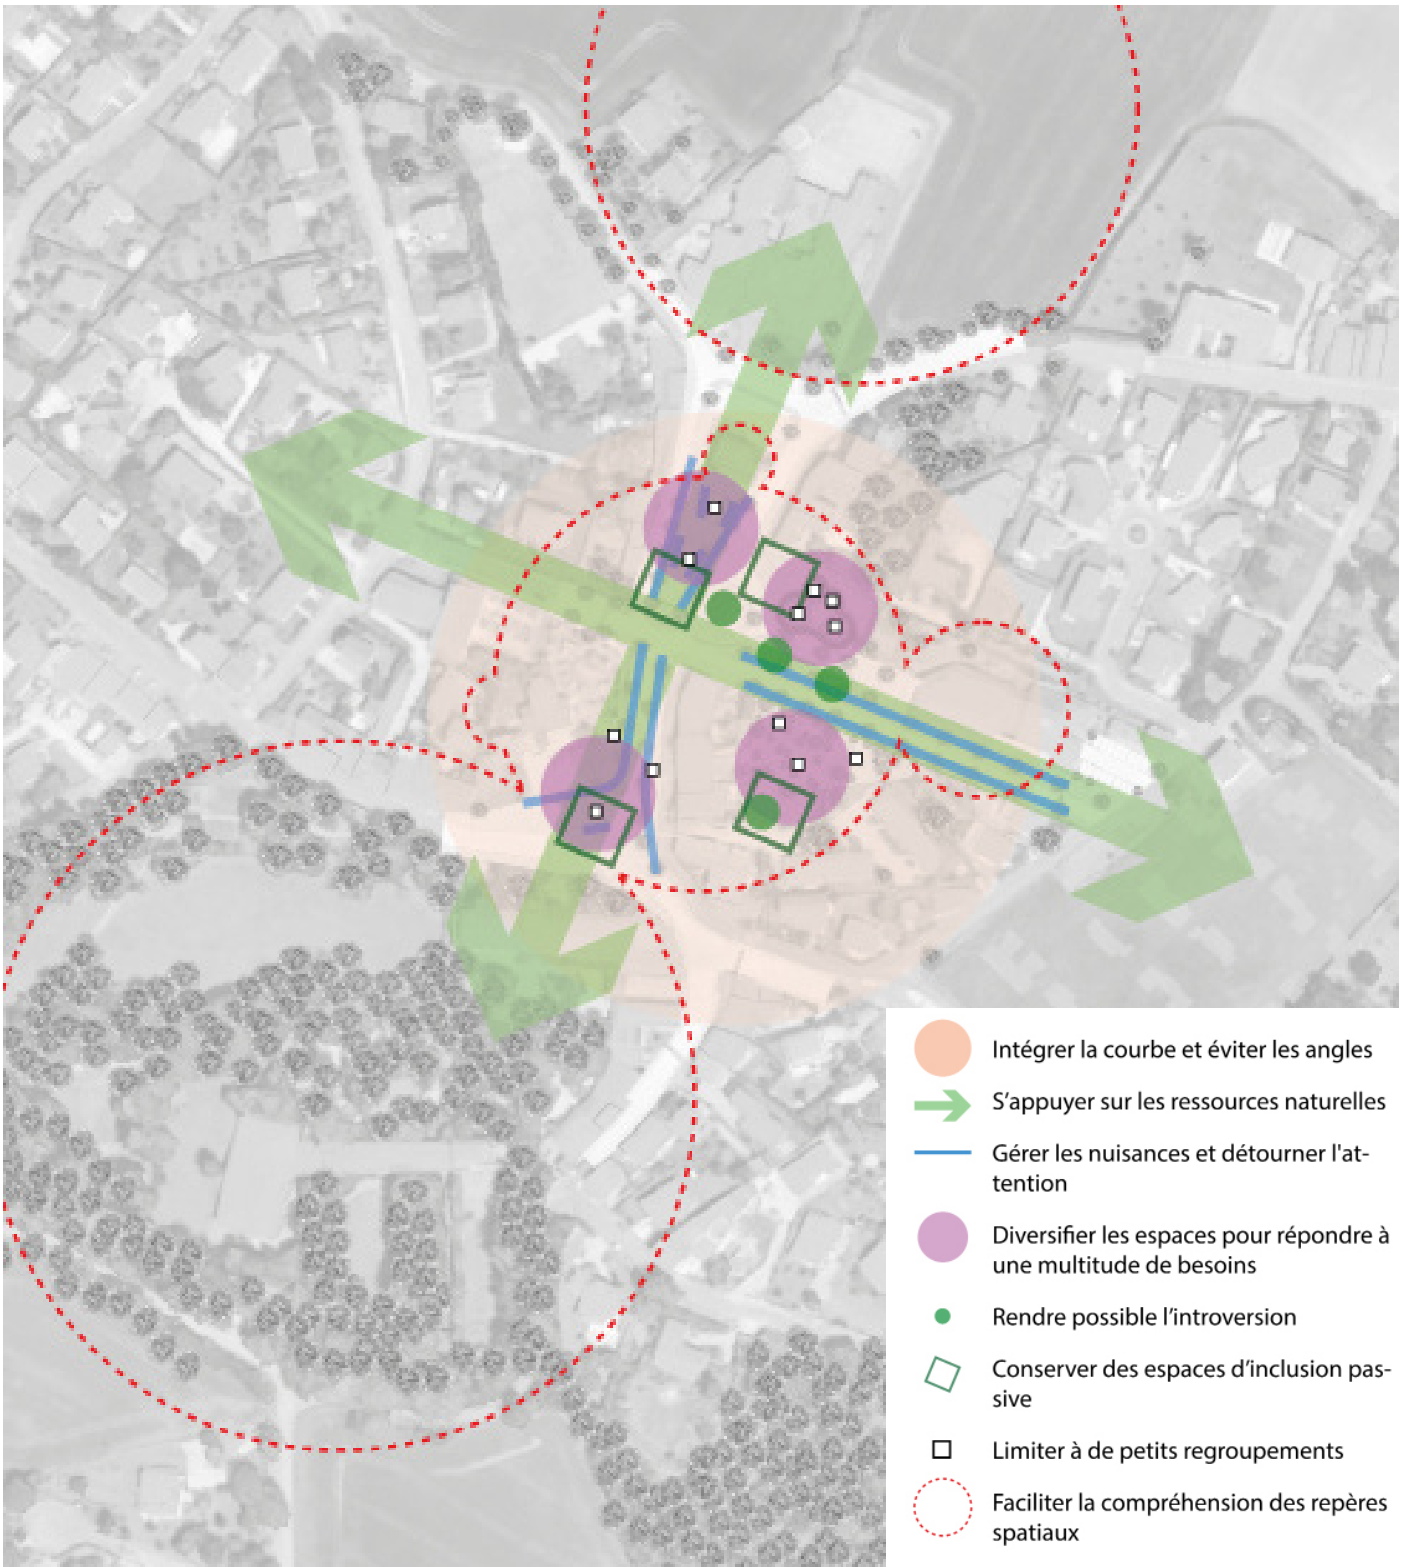 Intégrer la courbe et éviter les angles
S'appuyer sur les ressources naturelles
Gérer les nuisances et détourner l'at-
tention
Diversifier les espaces pour répondre à
une multitude de besoins
Rendre possible l'introversion
Conserver des espaces d'inclusion pas-
sive
Limiter à de petits regroupements
Faciliter la compréhension des repères
spatiaux